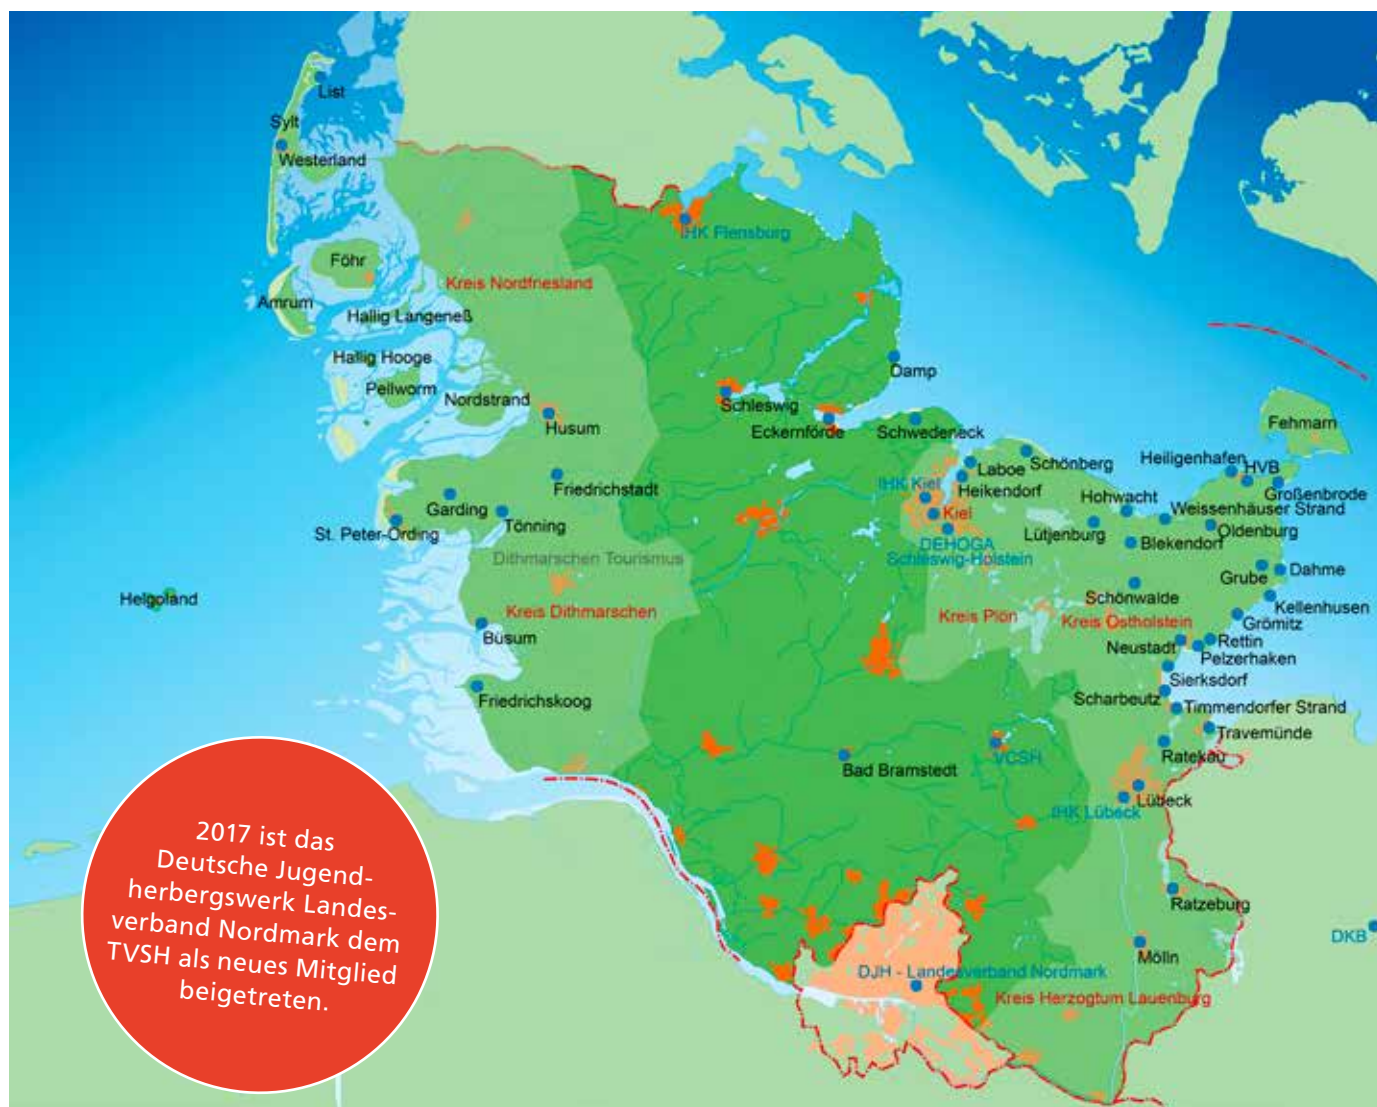 List
Sylt
Westerland
IHK Flensburg
Föhr
Kreis Nordfriesland
Amrum
Hallig Langeneß
Hallig Hooge
Pellworm
Nordstrand
Husum
Damp
Schleswig
Eckernförde
Schwedeneck
Fehmarn
Heiligenhafen
HVB
Großenbrode
Laboe
Schönberg
Heikendorf
IHK Kiel
Kiel
Hohwacht
Weissenhäuser Strand
Oldenburg
Lütjenburg
Blekendorf
DEHOGA
Schleswig-Holstein
Friedrichstadt
Garding
Tönning
St. Peter-Ording
Dithmarschen Tourismus
Helgoland
Kreis Dithmarschen
Büsum
Friedrichskoog
Grube
Dahme
Schönwalde
Kellenhusen
Kreis Plön
Kreis Ostholstein
Grömitz
Neustadt
Rettin
Pelzerhaken
Sierksdorf
Scharbeutz
Timmendorfer Strand
Travemünde
Ratekau
Bad Bramstedt
VCSH
Lübeck
IHK Lübeck
Ratzeburg
Mölln
DKB
DJH - Landesverband Nordmark
Kreis Herzogtum Lauenburg
2017 ist das
Deutsche Jugend-
herbergswerk Landes-
verband Nordmark dem
TVSH als neues Mitglied
beigetreten.